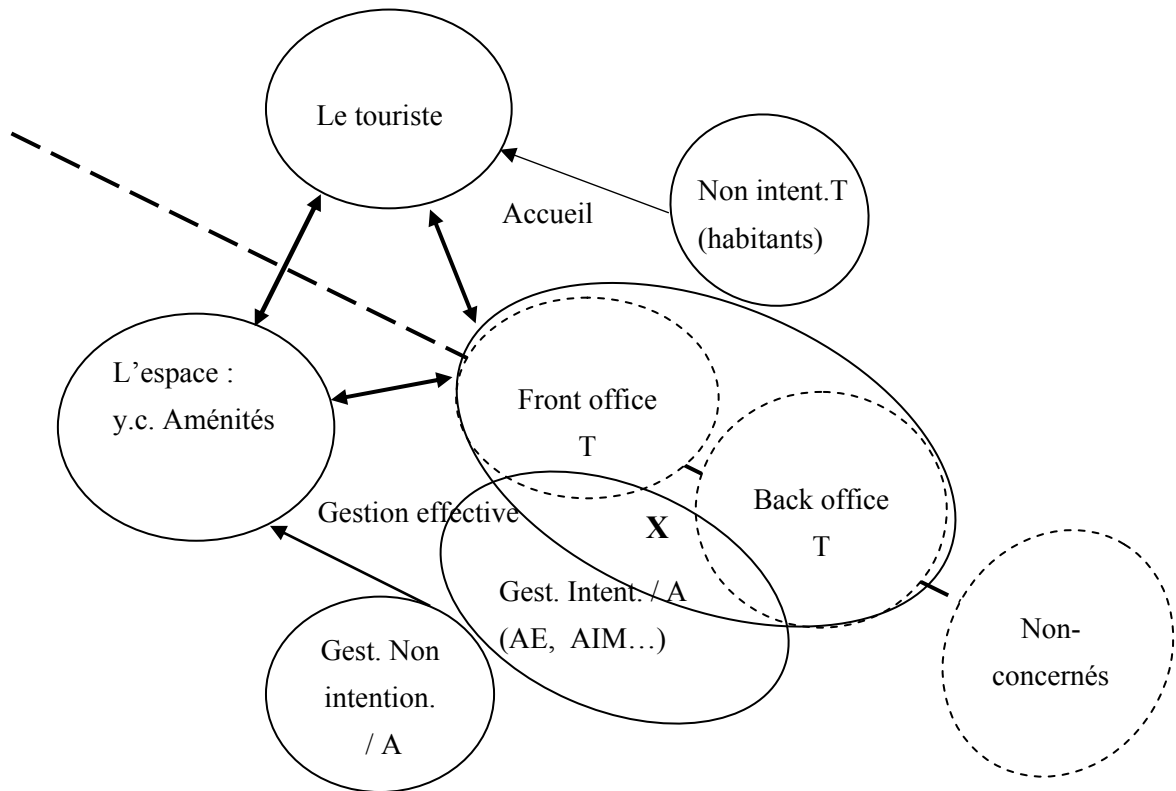 Le touriste
Non intent.T
(habitants)
Accueil
L’espace :
y.c. Aménités
Front office
T
Back office
T
Gestion effective
X
Gest. Intent. / A
(AE, AIM…)
Gest. Non
intention.
/ A
Non-
concernés